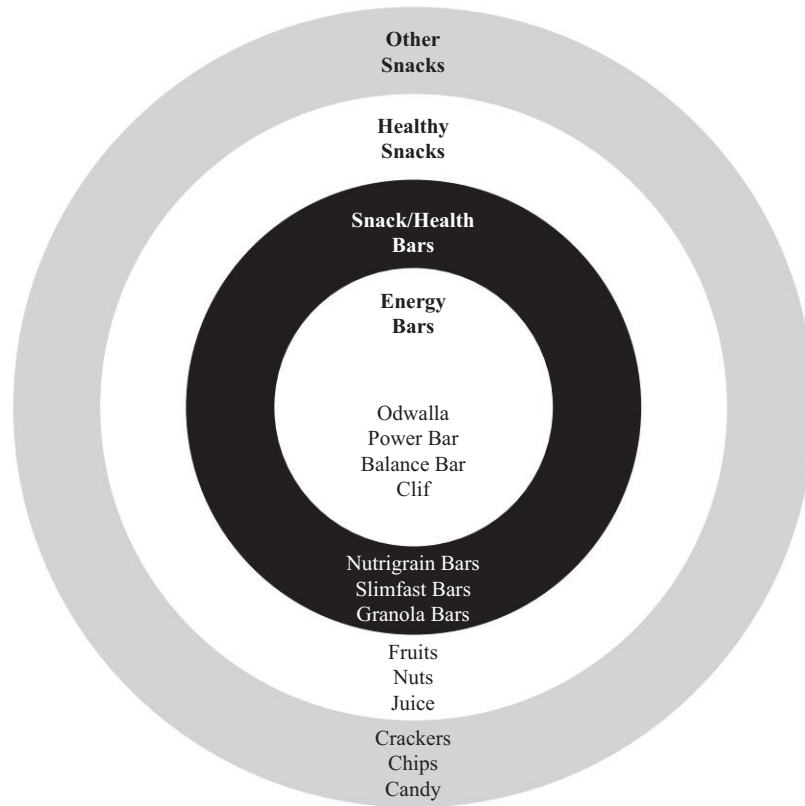 Other
Snacks
Healthy
Snacks
Snack/Health
Bars
Energy
Bars
Odwalla
Power Bar
Balance Bar
Clif
Nutrigrain Bars
Slimfast Bars
Granola Bars
Fruits
Nuts
Juice
Crackers
Chips
Candy